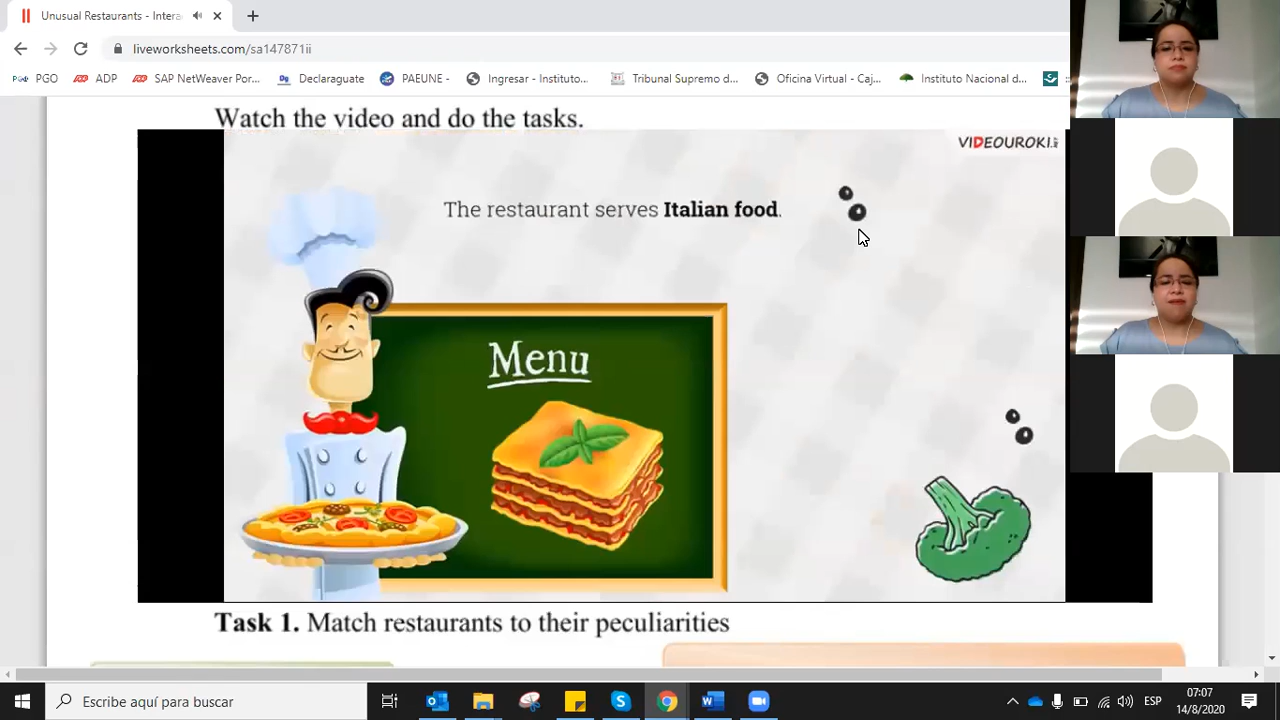 Unusual Restaurants - Intera
liveworksheets.com/sa147871ii
PGO ADP SAP NetWeaver Por... Declaraguate PAEUNE - Ingresar - Instituto... Tribunal Supremo d... Oficina Virtual - Caj... Instituto Nacional d...
Watch the video and do the tasks.
VIDEOUROKI
The restaurant serves Italian food.
Menu
Task 1. Match restaurants to their peculiarities
Escribe aquí para buscar
ESP
07:07
14/8/2020